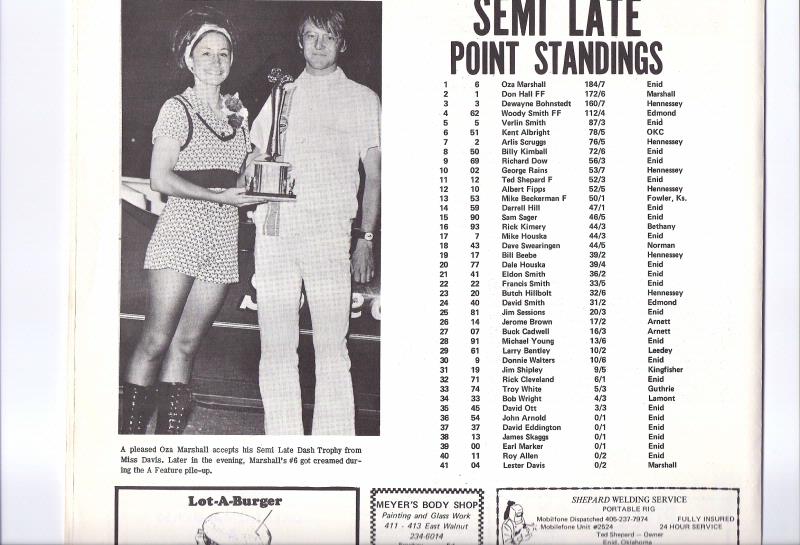 SEMI LATE
POINT STANDINGS
1 6 Oza Marshall 184/7 Enid
2 1 Don Hall FF 172/6 Marshall
3 3 Dewayne Bohnstedt 160/7 Hennessey
4 62 Woody Smith FF 112/4 Edmond
5 5 Verlin Smith 87/3 Enid
6 51 Kent Albright 78/5 OKC
7 2 Arlis Scruggs 76/5 Hennessey
8 50 Billy Kimball 72/6 Enid
9 69 Richard Dow 56/3 Enid
10 02 George Rains 53/7 Hennessey
11 12 Ted Shepard F 52/3 Enid
12 10 Albert Fipps 52/5 Hennessey
13 53 Mike Beckerman F 50/1 Fowler, Ks.
14 59 Darrell Hill 47/1 Enid
15 90 Sam Sager 46/5 Enid
16 93 Rick Kimery 44/3 Bethany
17 7 Mike Houska 44/3 Enid
18 43 Dave Swearingen 44/5 Norman
19 17 Bill Beebe 39/2 Hennessey
20 77 Dale Houska 39/4 Enid
21 41 Eldon Smith 36/2 Enid
22 22 Francis Smith 33/5 Enid
23 20 Butch Hillbolt 32/6 Hennessey
24 40 David Smith 31/2 Edmond
25 81 Jim Sessions 20/3 Enid
26 14 Jerome Brown 17/2 Arnett
27 07 Buck Cadwell 16/3 Arnett
28 91 Michael Young 13/6 Enid
29 61 Larry Bentley 10/2 Leedey
30 9 Donnie Walters 10/6 Enid
31 19 Jim Shipley 9/5 Kingfisher
32 71 Rick Cleveland 6/1 Enid
33 74 Troy White 5/3 Guthrie
34 33 Bob Wright 4/3 Lamont
35 45 David Ott 3/3 Enid
36 54 John Arnold 0/1 Enid
37 37 David Eddington 0/1 Enid
38 13 James Skaggs 0/1 Enid
39 00 Earl Marker 0/1 Enid
40 11 Roy Allen 0/2 Enid
41 04 Lester Davis 0/2 Marshall
A pleased Oza Marshall accepts his Semi Late Dash Trophy from
Miss Davis. Later in the evening, Marshall's #6 got creamed dur-
ing the A Feature pile-up.
Lot-A-Burger
MEYER'S BODY SHOP
Painting and Glass Work
411 - 413 East Walnut
234-6014
SHEPARD WELDING SERVICE
PORTABLE RIG
Mobilfone Dispatched 405-237-7974 FULLY INSURED
Mobilefone Unit #2524 24 HOUR SERVICE
Ted Shepard — Owner
Enid, Oklahoma